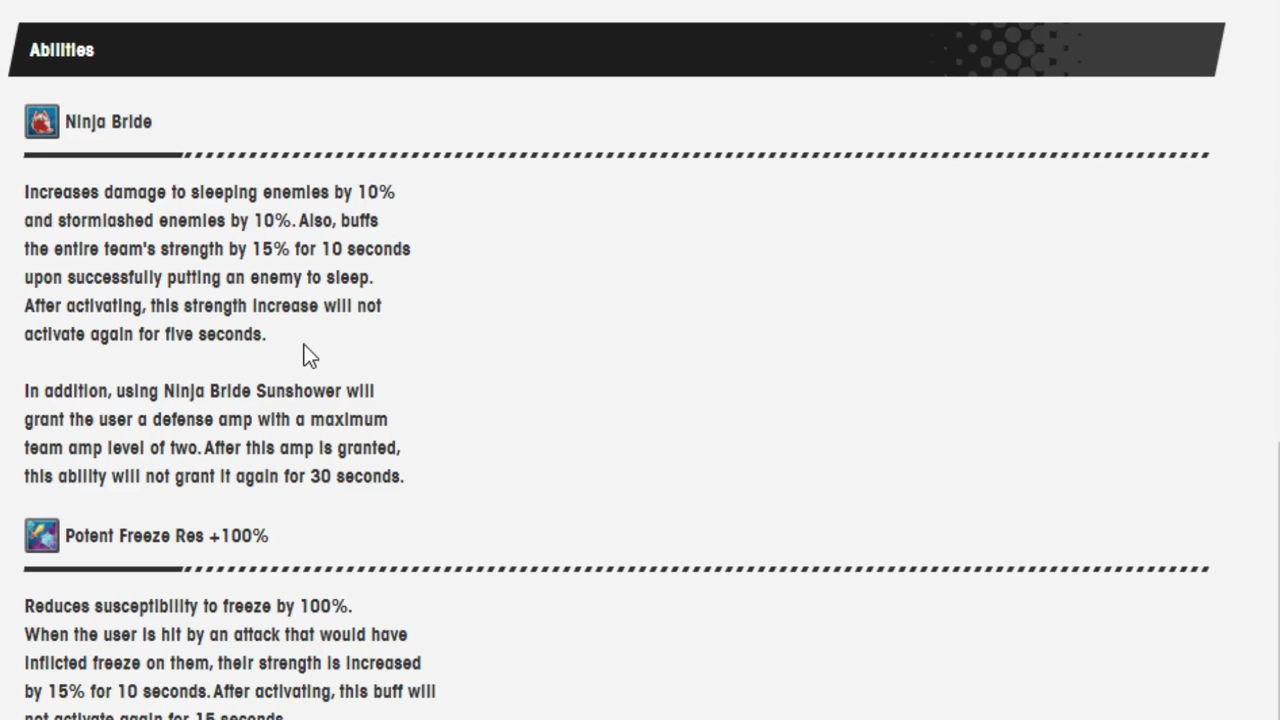 Abilities
Ninja Bride
Increases damage to sleeping enemies by 10%
and stormlashed enemies by 10%. Also, buffs
the entire team's strength by 15% for 10 seconds
upon successfully putting an enemy to sleep.
After activating, this strength increase will not
activate again for five seconds.
In addition, using Ninja Bride Sunshower will
grant the user a defense amp with a maximum
team amp level of two. After this amp is granted,
this ability will not grant it again for 30 seconds.
Potent Freeze Res +100%
Reduces susceptibility to freeze by 100%.
When the user is hit by an attack that would have
inflicted freeze on them, their strength is increased
by 15% for 10 seconds. After activating, this buff will
not activate again for 15 seconds.